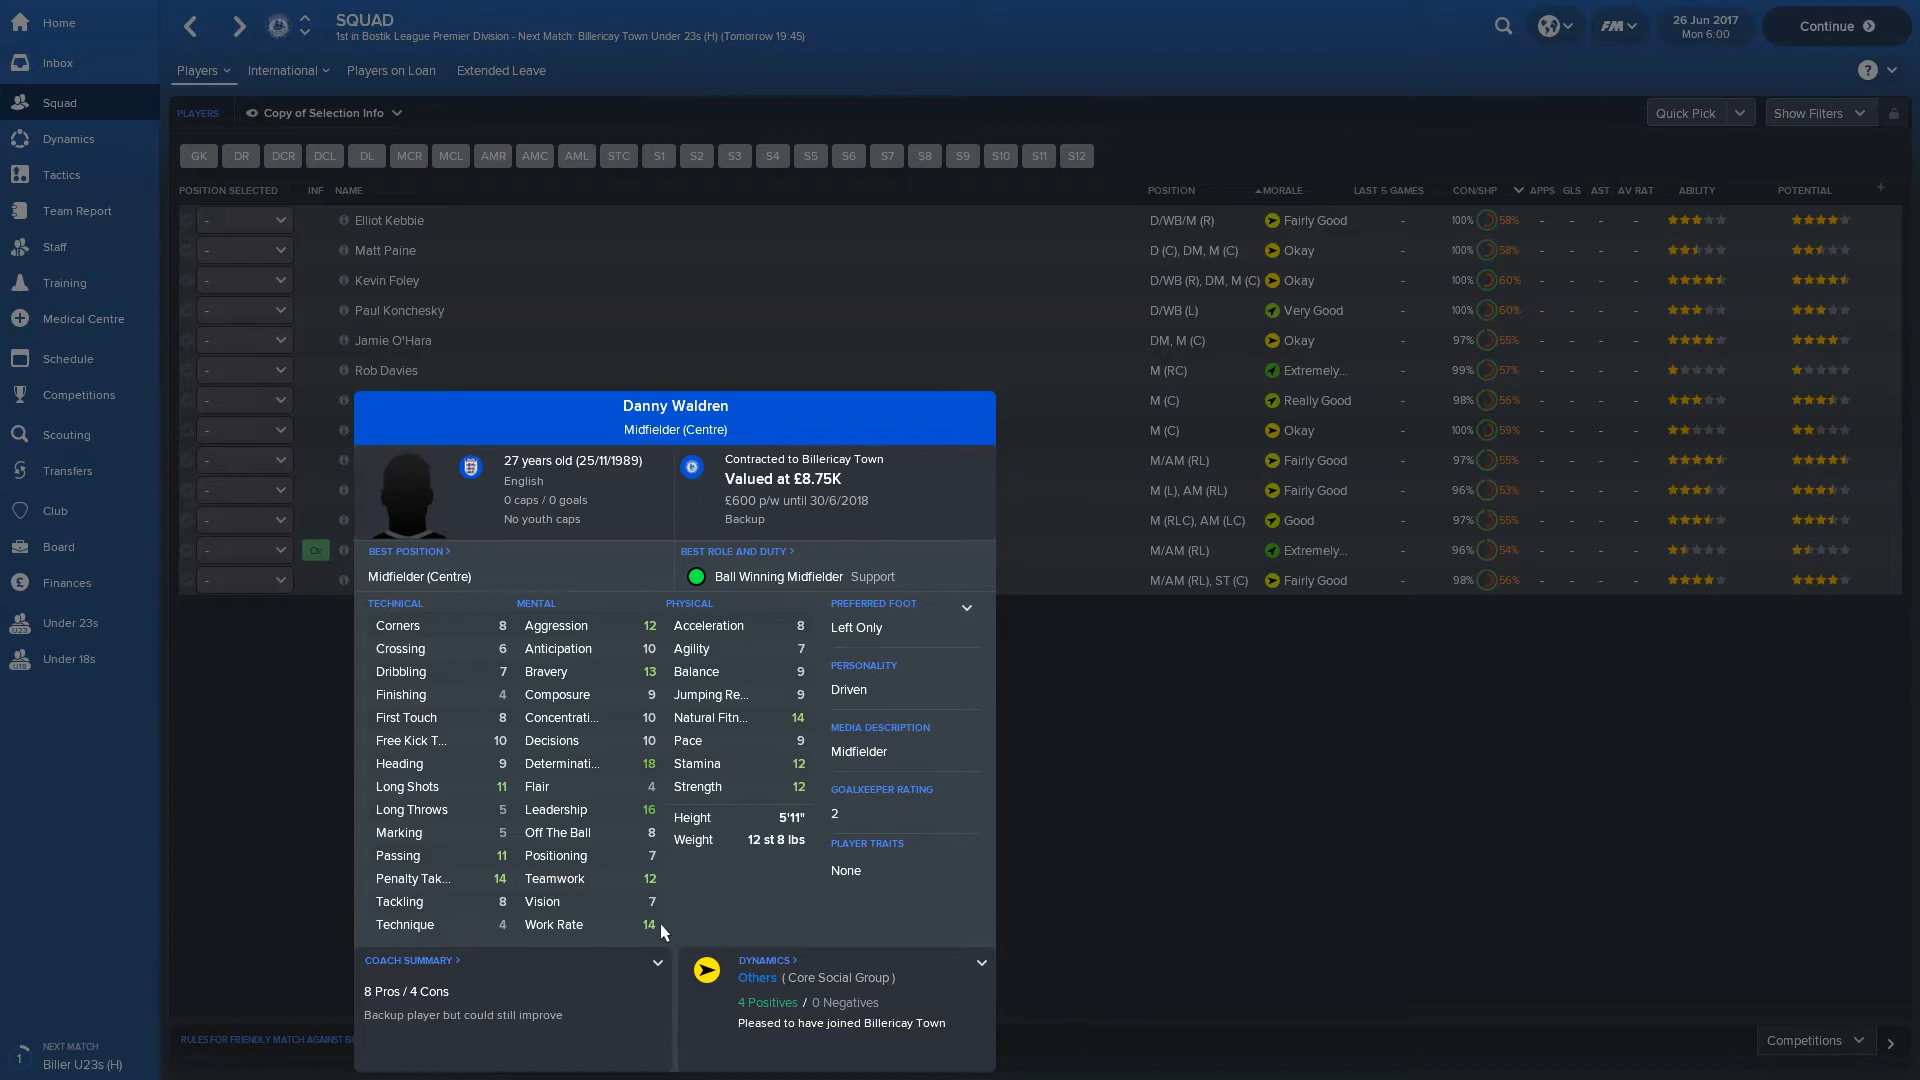 Home
Inbox
Squad
Dynamics
Tactics
Team Report
Staff
Training
Medical Centre
Schedule
Competitions
Scouting
Transfers
Club
Board
Finances
Under 23s
Under 18s
NEXT MATCH
1
Biller U23s (H)
SQUAD
1st in Bostik League Premier Division - Next Match: Billericay Town Under 23s (H) (Tomorrow 19:45)
FM
26 Jun 2017
Mon 6:00
Continue
Players International Players on Loan Extended Leave
?
PLAYERS Copy of Selection Info Quick Pick Show Filters
GK DR DCR DCL DL MCR MCL AMR AMC AML STC S1 S2 S3 S4 S5 S6 S7 S8 S9 S10 S11 S12
POSITION SELECTED INF NAME POSITION MORALE LAST 5 GAMES CON/SHP APPS GLS AST AV RAT ABILITY POTENTIAL +
- Elliot Kebbie D/WB/M (R) Fairly Good - 100% 58% - - - -
- Matt Paine D (C), DM, M (C) Okay - 100% 58% - - - -
- Kevin Foley D/WB (R), DM, M (C) Okay - 100% 60% - - - -
- Paul Konchesky D/WB (L) Very Good - 100% 60% - - - -
- Jamie O'Hara DM, M (C) Okay - 97% 55% - - - -
- Rob Davies M (RC) Extremely... - 99% 57% - - - -
- M (C) Really Good - 98% 56% - - - -
- M (C) Okay - 100% 59% - - - -
- M/AM (RL) Fairly Good - 97% 55% - - - -
- M (L), AM (RL) Fairly Good - 96% 53% - - - -
- M (RLC), AM (LC) Good - 97% 55% - - - -
- M/AM (RL) Extremely... - 96% 54% - - - -
- M/AM (RL), ST (C) Fairly Good - 98% 56% - - - -
Danny Waldren
Midfielder (Centre)
27 years old (25/11/1989)
English
0 caps / 0 goals
No youth caps
Contracted to Billericay Town
Valued at £8.75K
£600 p/w until 30/6/2018
Backup
BEST POSITION >
Midfielder (Centre)
BEST ROLE AND DUTY >
Ball Winning Midfielder Support
TECHNICAL MENTAL PHYSICAL
Corners 8 Aggression 12 Acceleration 8
Crossing 6 Anticipation 10 Agility 7
Dribbling 7 Bravery 13 Balance 9
Finishing 4 Composure 9 Jumping Re... 9
First Touch 8 Concentrati... 10 Natural Fitn... 14
Free Kick T... 10 Decisions 10 Pace 9
Heading 9 Determinati... 18 Stamina 12
Long Shots 11 Flair 4 Strength 12
Long Throws 5 Leadership 16 Height 5'11"
Marking 5 Off The Ball 8 Weight 12 st 8 lbs
Passing 11 Positioning 7
Penalty Tak... 14 Teamwork 12
Tackling 8 Vision 7
Technique 4 Work Rate 14
PREFERRED FOOT
Left Only
PERSONALITY
Driven
MEDIA DESCRIPTION
Midfielder
GOALKEEPER RATING
2
PLAYER TRAITS
None
COACH SUMMARY >
8 Pros / 4 Cons
Backup player but could still improve
DYNAMICS >
Others ( Core Social Group )
4 Positives / 0 Negatives
Pleased to have joined Billericay Town
RULES FOR FRIENDLY MATCH AGAINST BI
Competitions